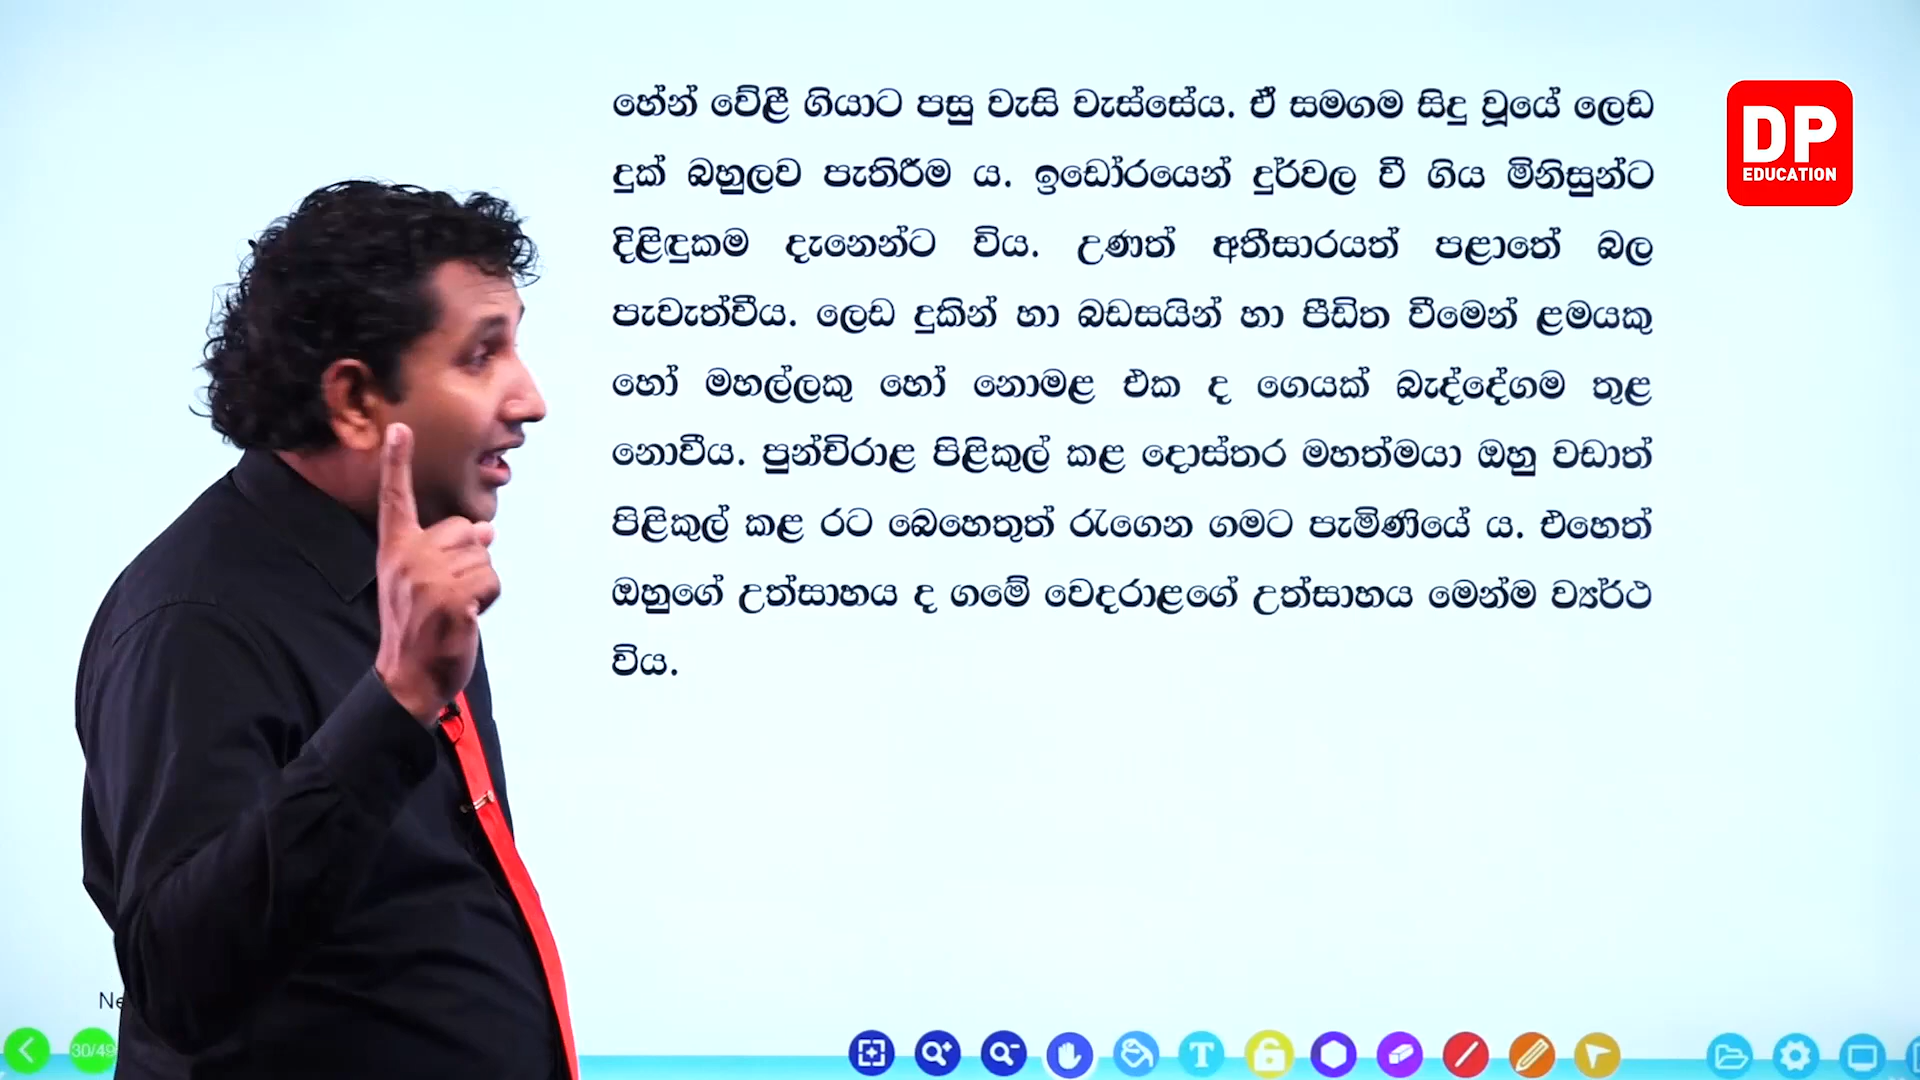 හේන් වේළී ගියාට පසු වැසි වැස්සේය. ඒ සමගම සිදු වූයේ ලෙඩ
දුක් බහුලව පැතිරීම ය. ඉඩෝරයෙන් දුර්වල වී ගිය මිනිසුන්ට
දිළිඳුකම දැනෙන්ට විය. උණත් අතීසාරයත් පළාතේ බල
පැවැත්වීය. ලෙඩ දුකින් හා බඩසයින් හා පීඩිත වීමෙන් ළමයකු
හෝ මහල්ලකු හෝ නොමළ එක ද ගෙයක් බැද්දේගම තුළ
නොවීය. පුන්චිරාළ පිළිකුල් කළ දොස්තර මහත්මයා ඔහු වඩාත්
පිළිකුල් කළ රට බෙහෙතුත් රැගෙන ගමට පැමිණියේ ය. එහෙත්
ඔහුගේ උත්සාහය ද ගමේ වෙදරාළගේ උත්සාහය මෙන්ම ව්‍යර්ථ
විය.
DP
EDUCATION
30/49
T